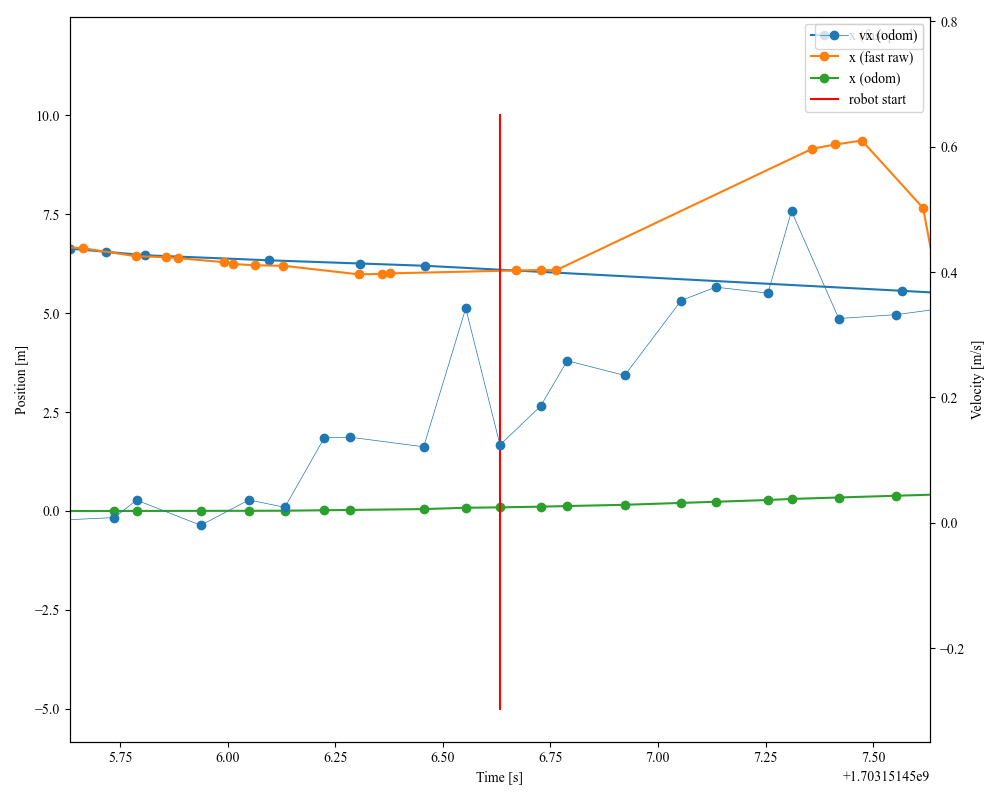 vx (odom)
x (fast raw)
x (odom)
robot start
10.0
7.5
5.0
2.5
0.0
−2.5
−5.0
Position [m]
0.8
0.6
0.4
0.2
0.0
−0.2
Velocity [m/s]
5.75
6.00
6.25
6.50
6.75
7.00
7.25
7.50
Time [s]
+1.70315145e9